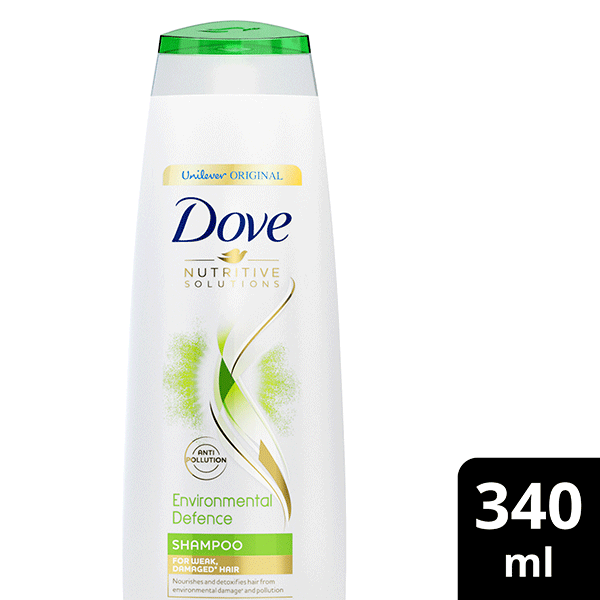 Unilever ORIGINAL
Dove
NUTRITIVE
SOLUTIONS
ANTI
POLLUTION
Environmental
Defence
SHAMPOO
FOR WEAK,
DAMAGED* HAIR
Nourishes and detoxifies hair from
environmental damage* and pollution
340
ml